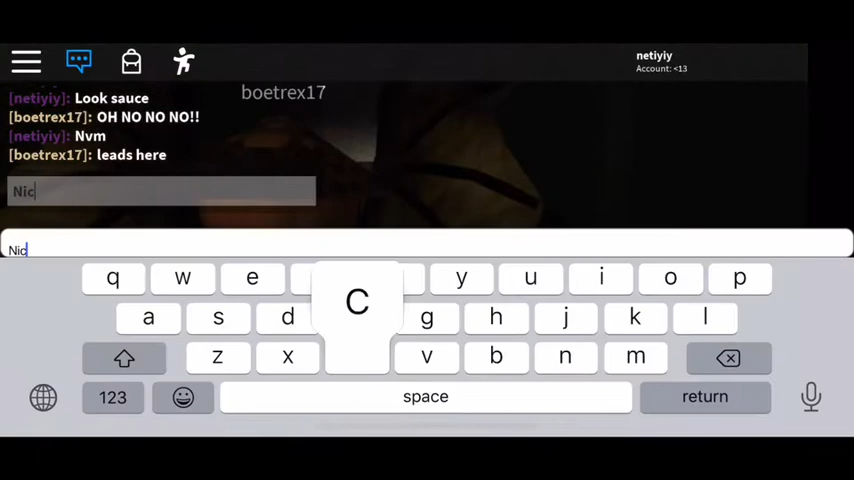 netiyiy
Account: <13
boetrex17
[netiyiy]: Look sauce
[boetrex17]: OH NO NO NO!!
[netiyiy]: Nvm
[boetrex17]: leads here
Nic
Nic
q w e y u i o p
C
a s d g h j k l
z x v b n m
123 space return